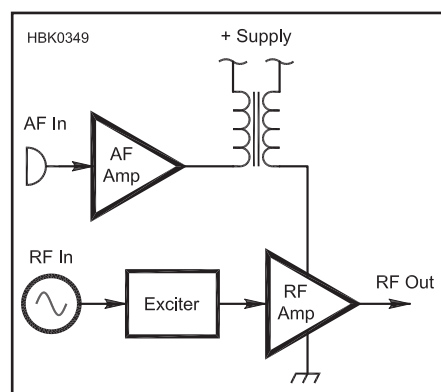 HBK0349
+ Supply
AF In
AF
Amp
RF In
Exciter
RF
Amp
RF Out